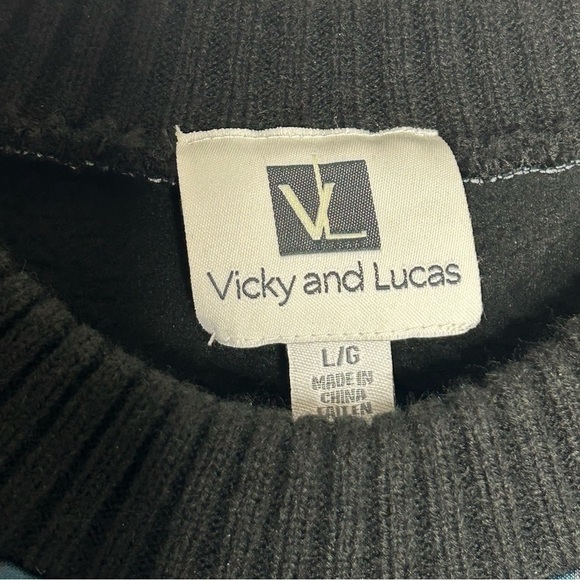 VL
Vicky and Lucas
L/G
MADE IN
CHINA
FAIT EN